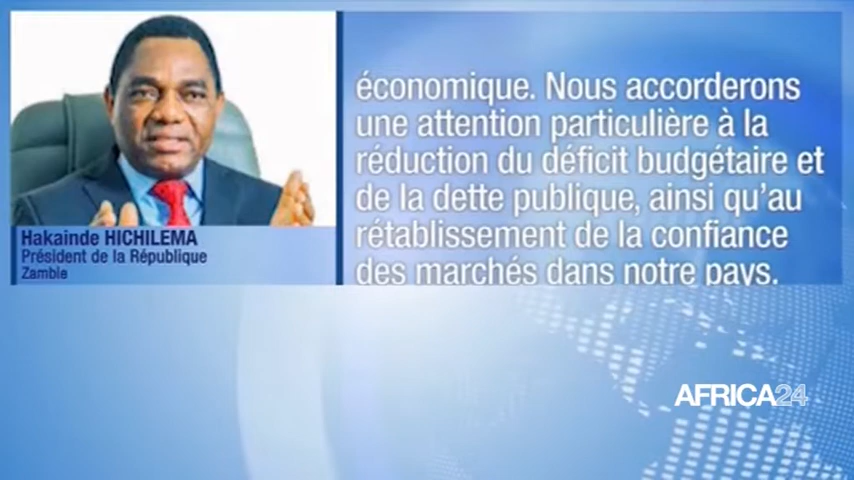 économique. Nous accorderons
une attention particulière à la
réduction du déficit budgétaire et
de la dette publique, ainsi qu'au
rétablissement de la confiance
des marchés dans notre pays.
Hakainde HICHILEMA
Président de la République
Zambie
AFRICA24